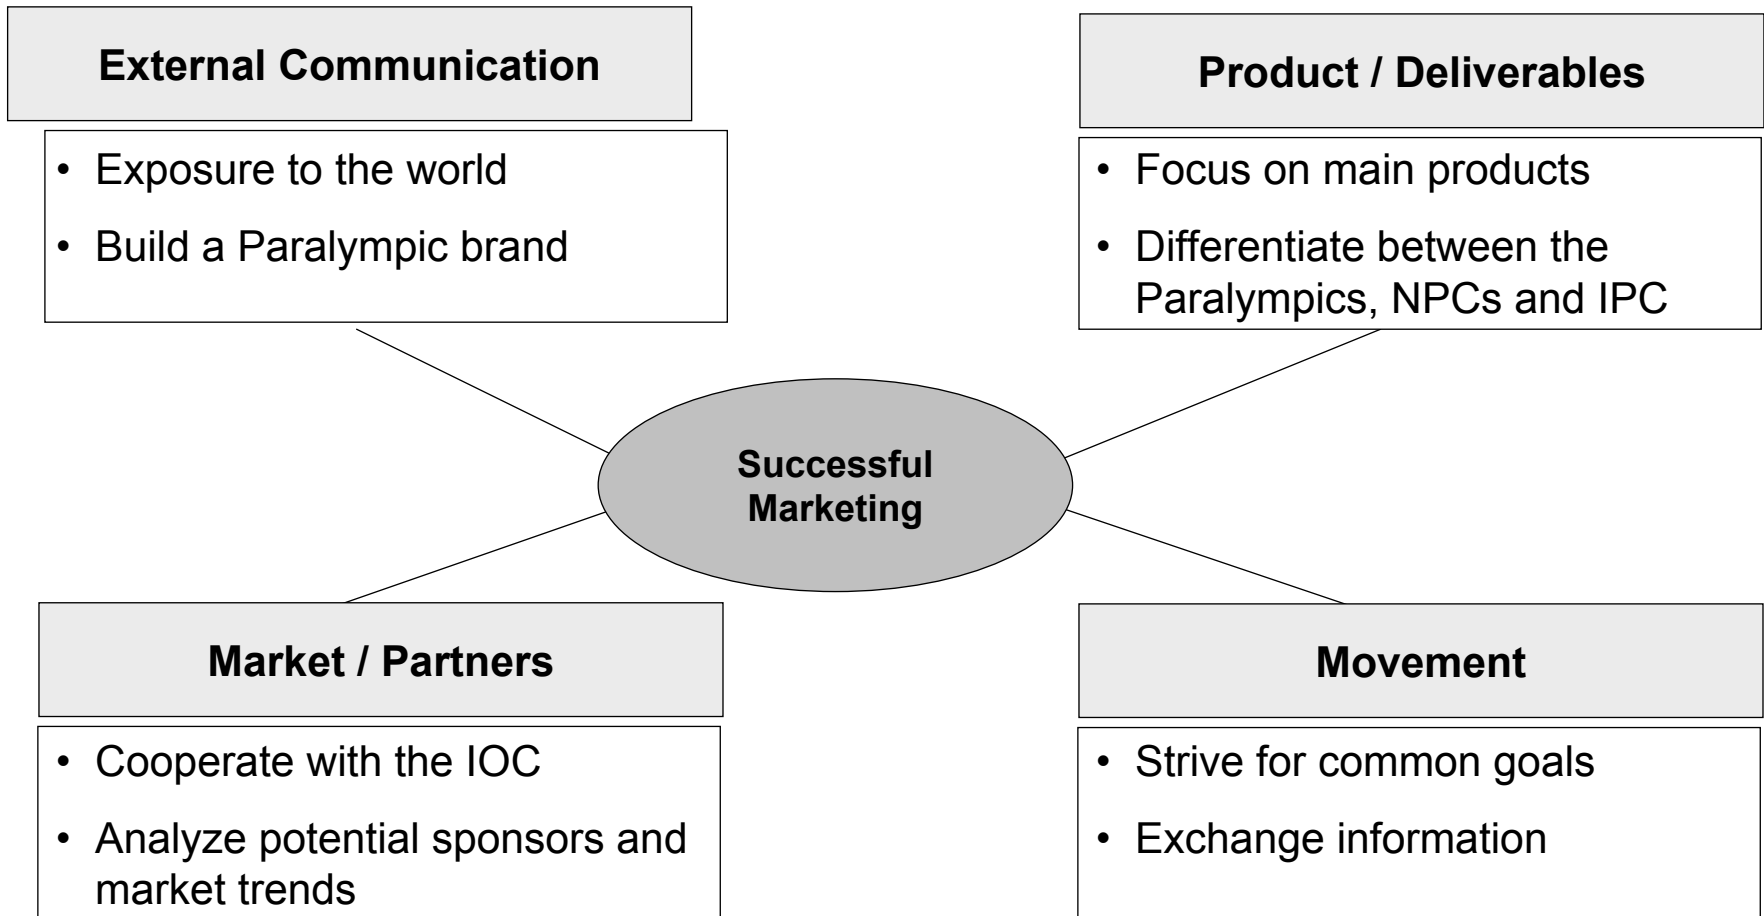 External Communication
• Exposure to the world
• Build a Paralympic brand
Product / Deliverables
• Focus on main products
• Differentiate between the
Paralympics, NPCs and IPC
Successful
Marketing
Market / Partners
• Cooperate with the IOC
• Analyze potential sponsors and
market trends
Movement
• Strive for common goals
• Exchange information